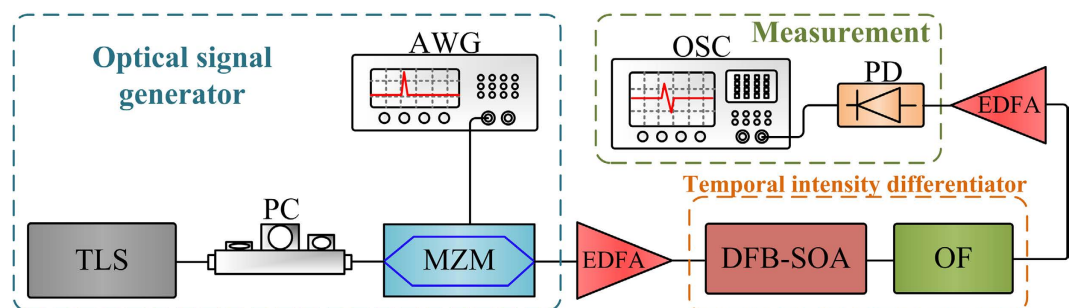 Optical signal
generator
AWG
Measurement
OSC
PD
EDFA
Temporal intensity differentiator
TLS
PC
MZM
EDFA
DFB-SOA
OF